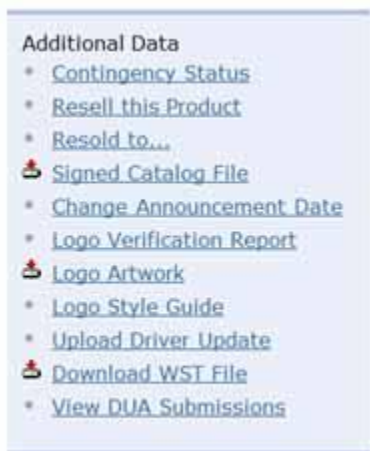 Additional Data
Contingency Status
Resell this Product
Resold to...
Signed Catalog File
Change Announcement Date
Logo Verification Report
Logo Artwork
Logo Style Guide
Upload Driver Update
Download WST File
View DUA Submissions